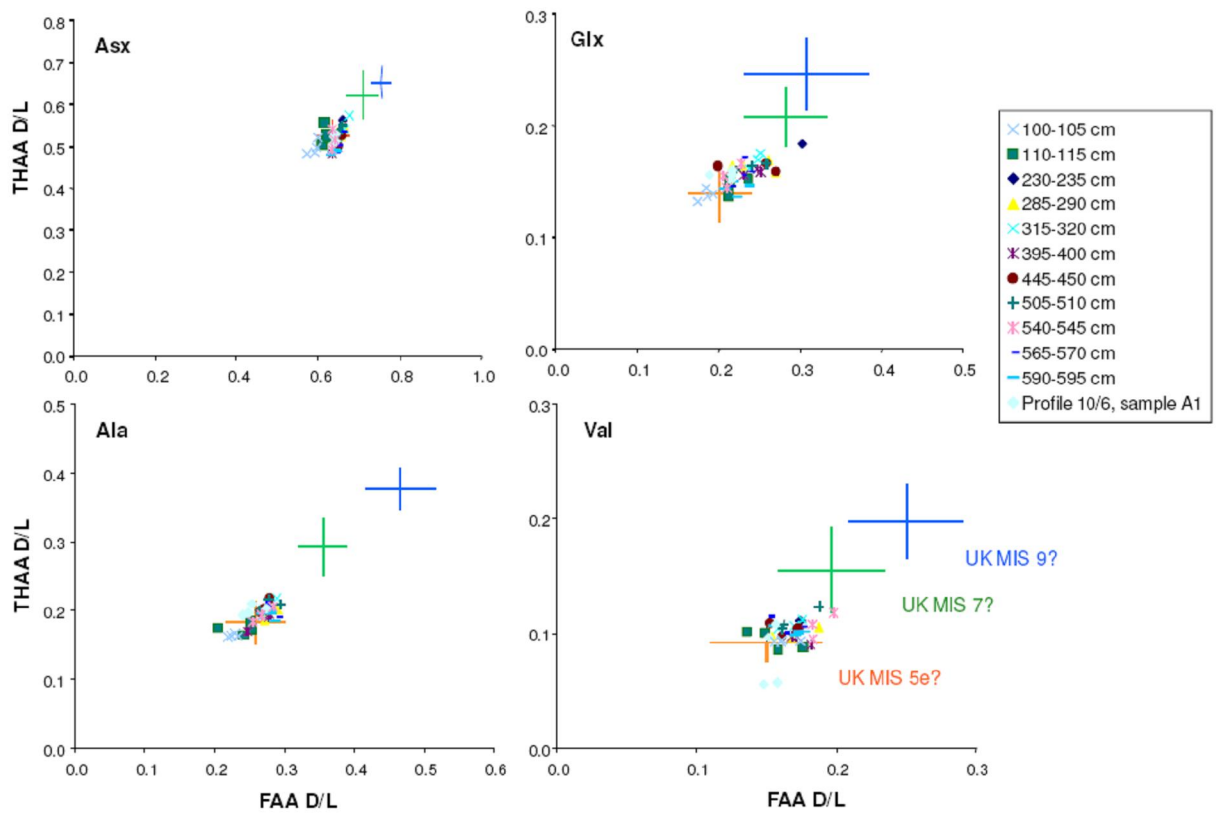 Asx
THAA D/L
0.8
0.7
0.6
0.5
0.4
0.3
0.2
0.1
0.0
0.0 0.2 0.4 0.6 0.8 1.0
Glx
0.3
0.2
0.1
0.0
0.0 0.1 0.2 0.3 0.4 0.5
100-105 cm
110-115 cm
230-235 cm
285-290 cm
315-320 cm
395-400 cm
445-450 cm
505-510 cm
540-545 cm
565-570 cm
590-595 cm
Profile 10/6, sample A1
Ala
THAA D/L
0.5
0.4
0.3
0.2
0.1
0.0
0.0 0.1 0.2 0.3 0.4 0.5 0.6
FAA D/L
Val
0.3
0.2
0.1
0.0
0.0 0.1 0.2 0.3
FAA D/L
UK MIS 9?
UK MIS 7?
UK MIS 5e?